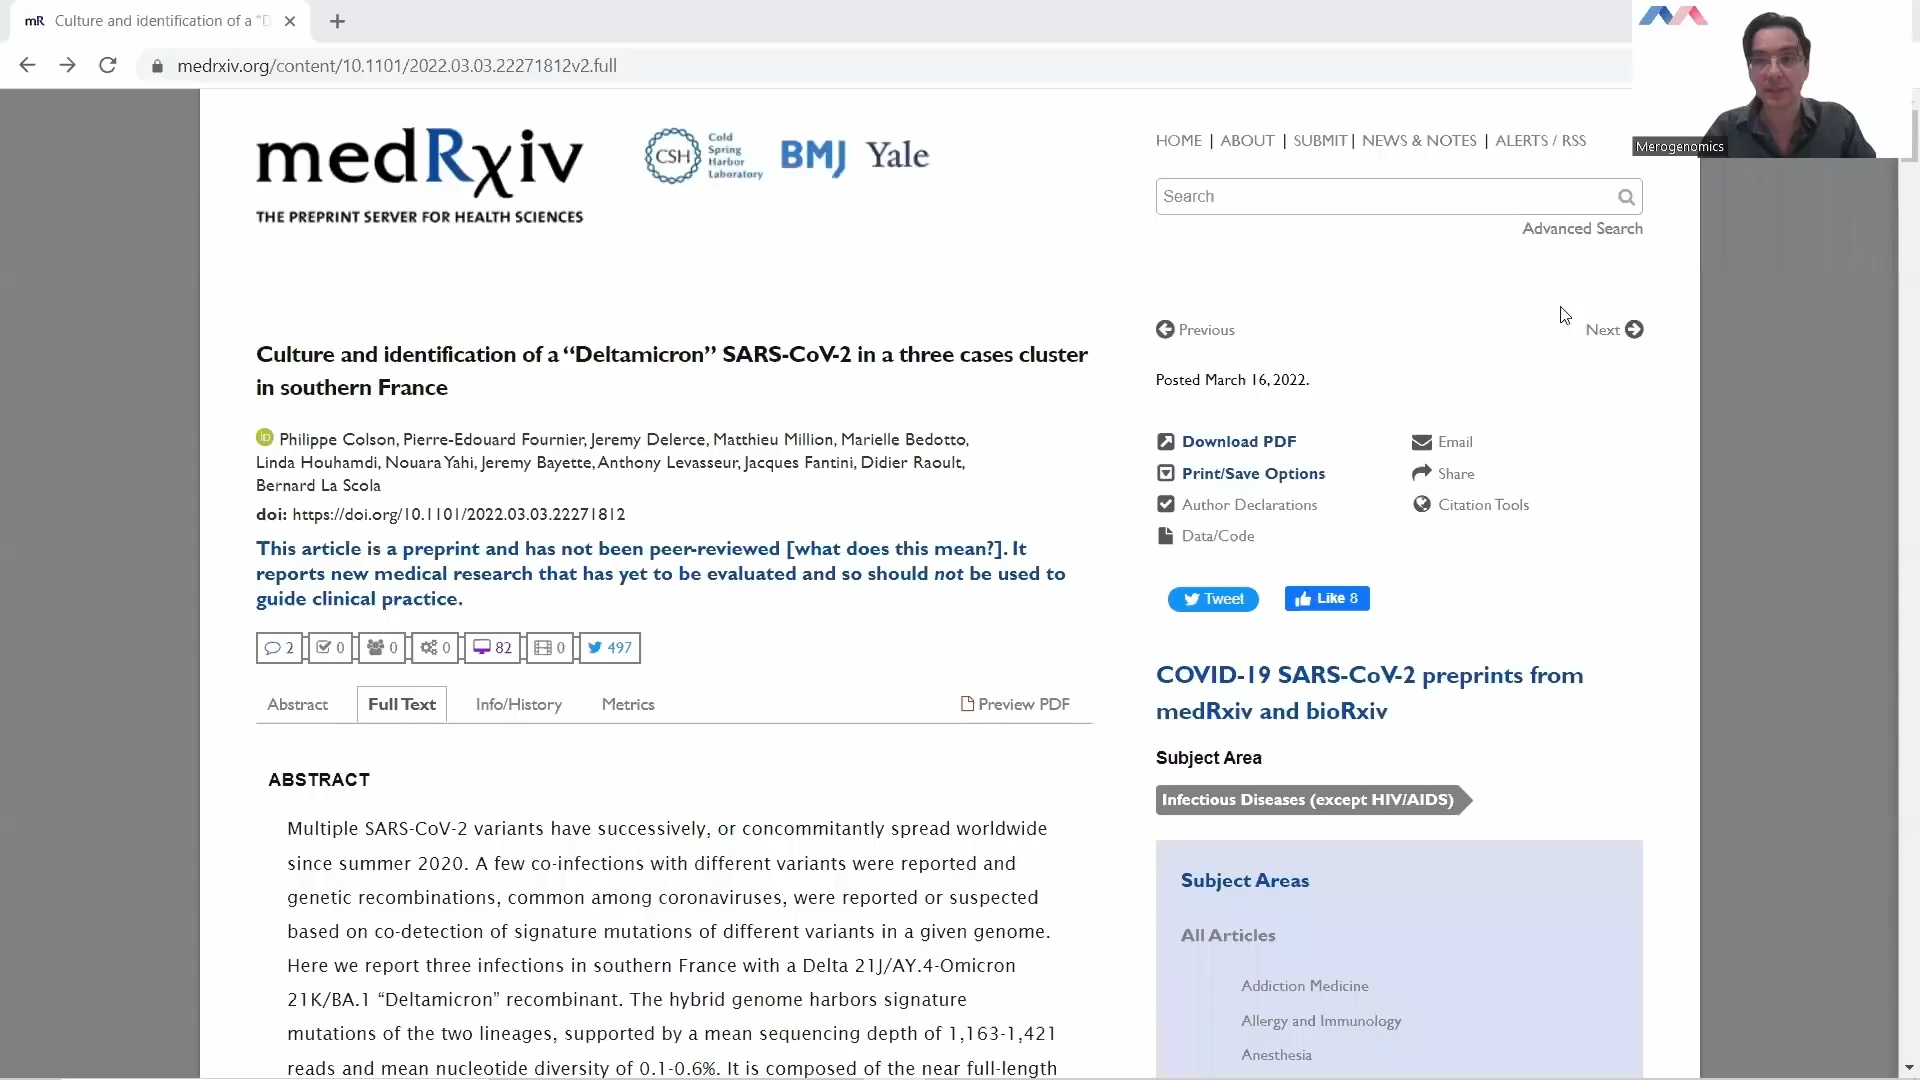 mR Culture and identification of a “D
medrxiv.org/content/10.1101/2022.03.03.22271812v2.full
Merogenomics
medRxiv
THE PREPRINT SERVER FOR HEALTH SCIENCES
CSH
Cold
Spring
Harbor
Laboratory
BMJ Yale
HOME | ABOUT | SUBMIT | NEWS & NOTES | ALERTS / RSS
Search
Advanced Search
Previous
Next
Culture and identification of a “Deltamicron” SARS-CoV-2 in a three cases cluster
in southern France
iD Philippe Colson, Pierre-Edouard Fournier, Jeremy Delerce, Matthieu Million, Marielle Bedotto,
Linda Houhamdi, Nouara Yahi, Jeremy Bayette, Anthony Levasseur, Jacques Fantini, Didier Raoult,
Bernard La Scola
doi: https://doi.org/10.1101/2022.03.03.22271812
This article is a preprint and has not been peer-reviewed [what does this mean?]. It
reports new medical research that has yet to be evaluated and so should not be used to
guide clinical practice.
2 0 0 0 82 0 497
Abstract Full Text Info/History Metrics Preview PDF
ABSTRACT
Multiple SARS-CoV-2 variants have successively, or concommitantly spread worldwide
since summer 2020. A few co-infections with different variants were reported and
genetic recombinations, common among coronaviruses, were reported or suspected
based on co-detection of signature mutations of different variants in a given genome.
Here we report three infections in southern France with a Delta 21J/AY.4-Omicron
21K/BA.1 “Deltamicron” recombinant. The hybrid genome harbors signature
mutations of the two lineages, supported by a mean sequencing depth of 1,163-1,421
reads and mean nucleotide diversity of 0.1-0.6%. It is composed of the near full-length
Posted March 16, 2022.
Download PDF
Email
Print/Save Options
Share
Author Declarations
Citation Tools
Data/Code
Tweet
Like 8
COVID-19 SARS-CoV-2 preprints from
medRxiv and bioRxiv
Subject Area
Infectious Diseases (except HIV/AIDS)
Subject Areas
All Articles
Addiction Medicine
Allergy and Immunology
Anesthesia